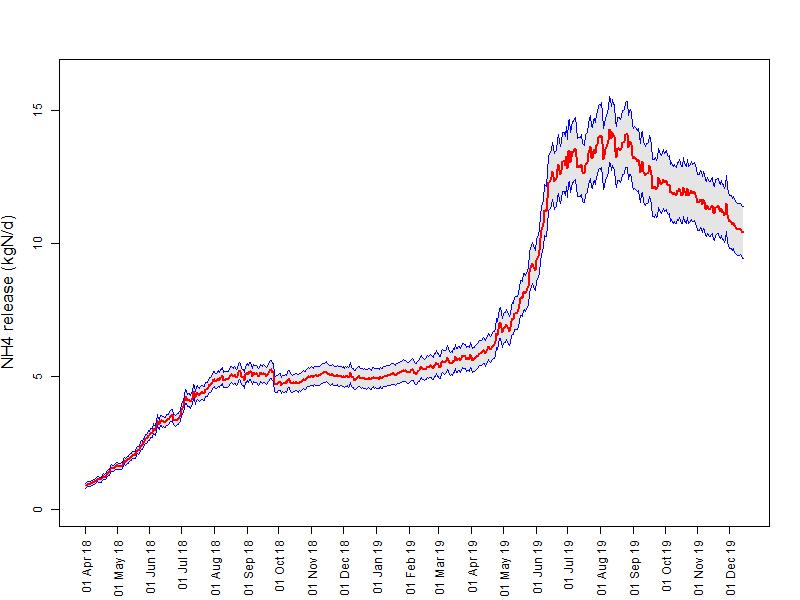 NH4 release (kgN/d)
15
10
5
0
01 Apr 18
01 May 18
01 Jun 18
01 Jul 18
01 Aug 18
01 Sep 18
01 Oct 18
01 Nov 18
01 Dec 18
01 Jan 19
01 Feb 19
01 Mar 19
01 Apr 19
01 May 19
01 Jun 19
01 Jul 19
01 Aug 19
01 Sep 19
01 Oct 19
01 Nov 19
01 Dec 19